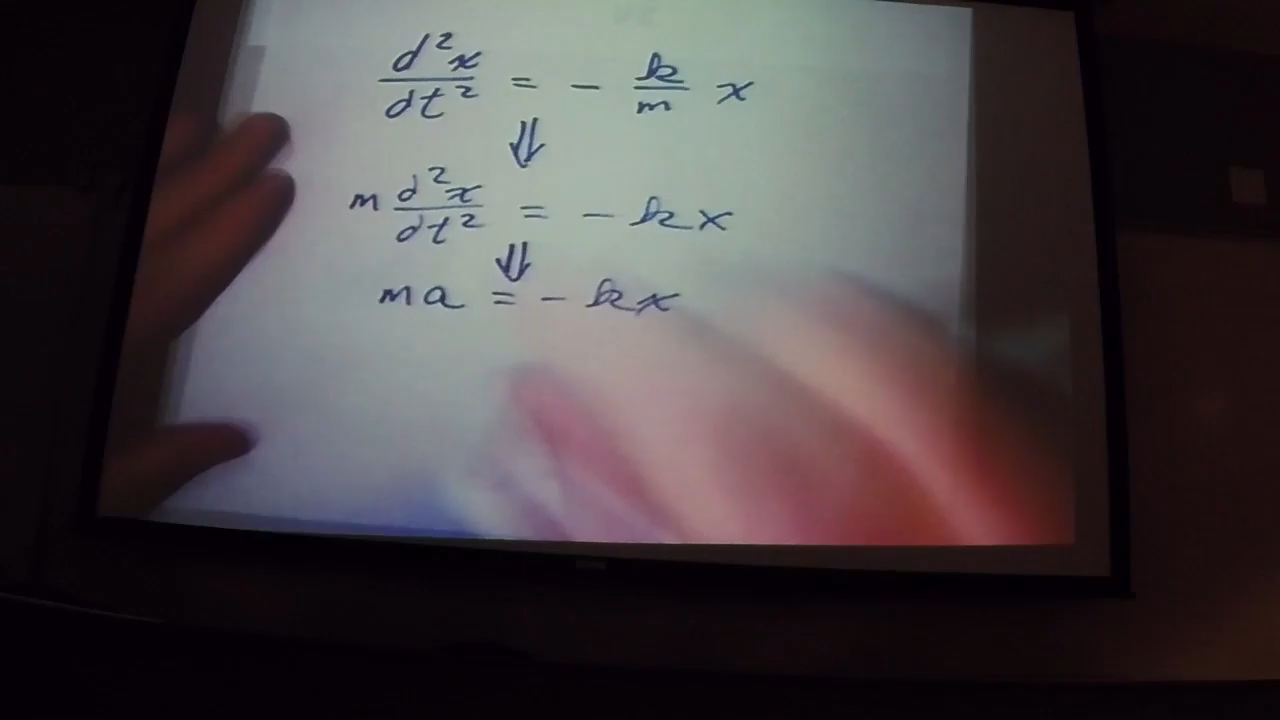 d²x/dt² = - k/m x
⇓
m d²x/dt² = - kx
⇓
ma = - kx